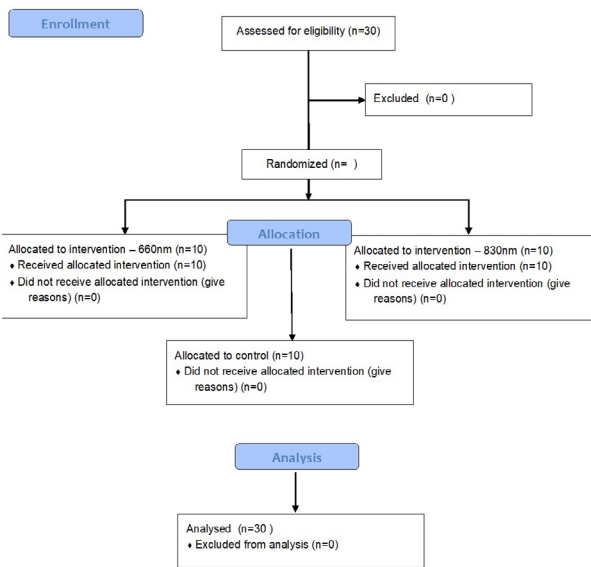 Enrollment
Assessed for eligibility (n=30)
Excluded (n=0 )
Randomized (n= )
Allocation
Allocated to intervention – 660nm (n=10)
♦ Received allocated intervention (n=10)
♦ Did not receive allocated intervention (give
reasons) (n=0)
Allocated to intervention – 830nm (n=10)
♦ Received allocated intervention (n=10)
♦ Did not receive allocated intervention (give
reasons) (n=0)
Allocated to control (n=10)
♦ Did not receive allocated intervention (give
reasons) (n=0)
Analysis
Analysed (n=30 )
♦ Excluded from analysis (n=0)